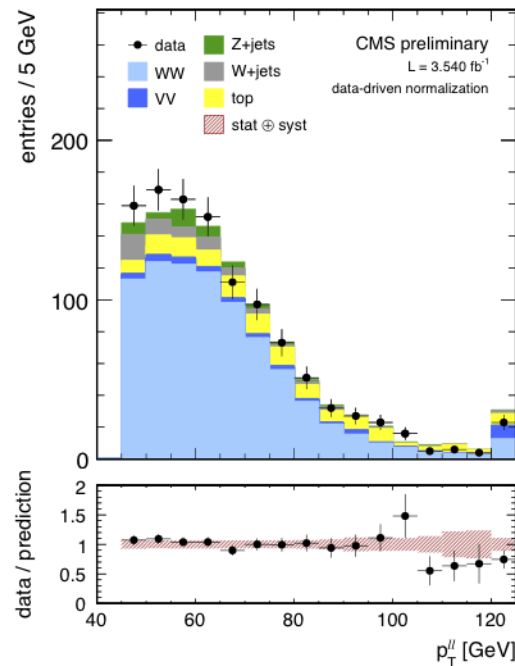 entries / 5 GeV
data
WW
VV
Z+jets
W+jets
top
stat ⊕ syst
CMS preliminary
L = 3.540 fb⁻¹
data-driven normalization
200
100
0
data / prediction
2
1.5
1
0.5
0
40 60 80 100 120
p_T^ll [GeV]